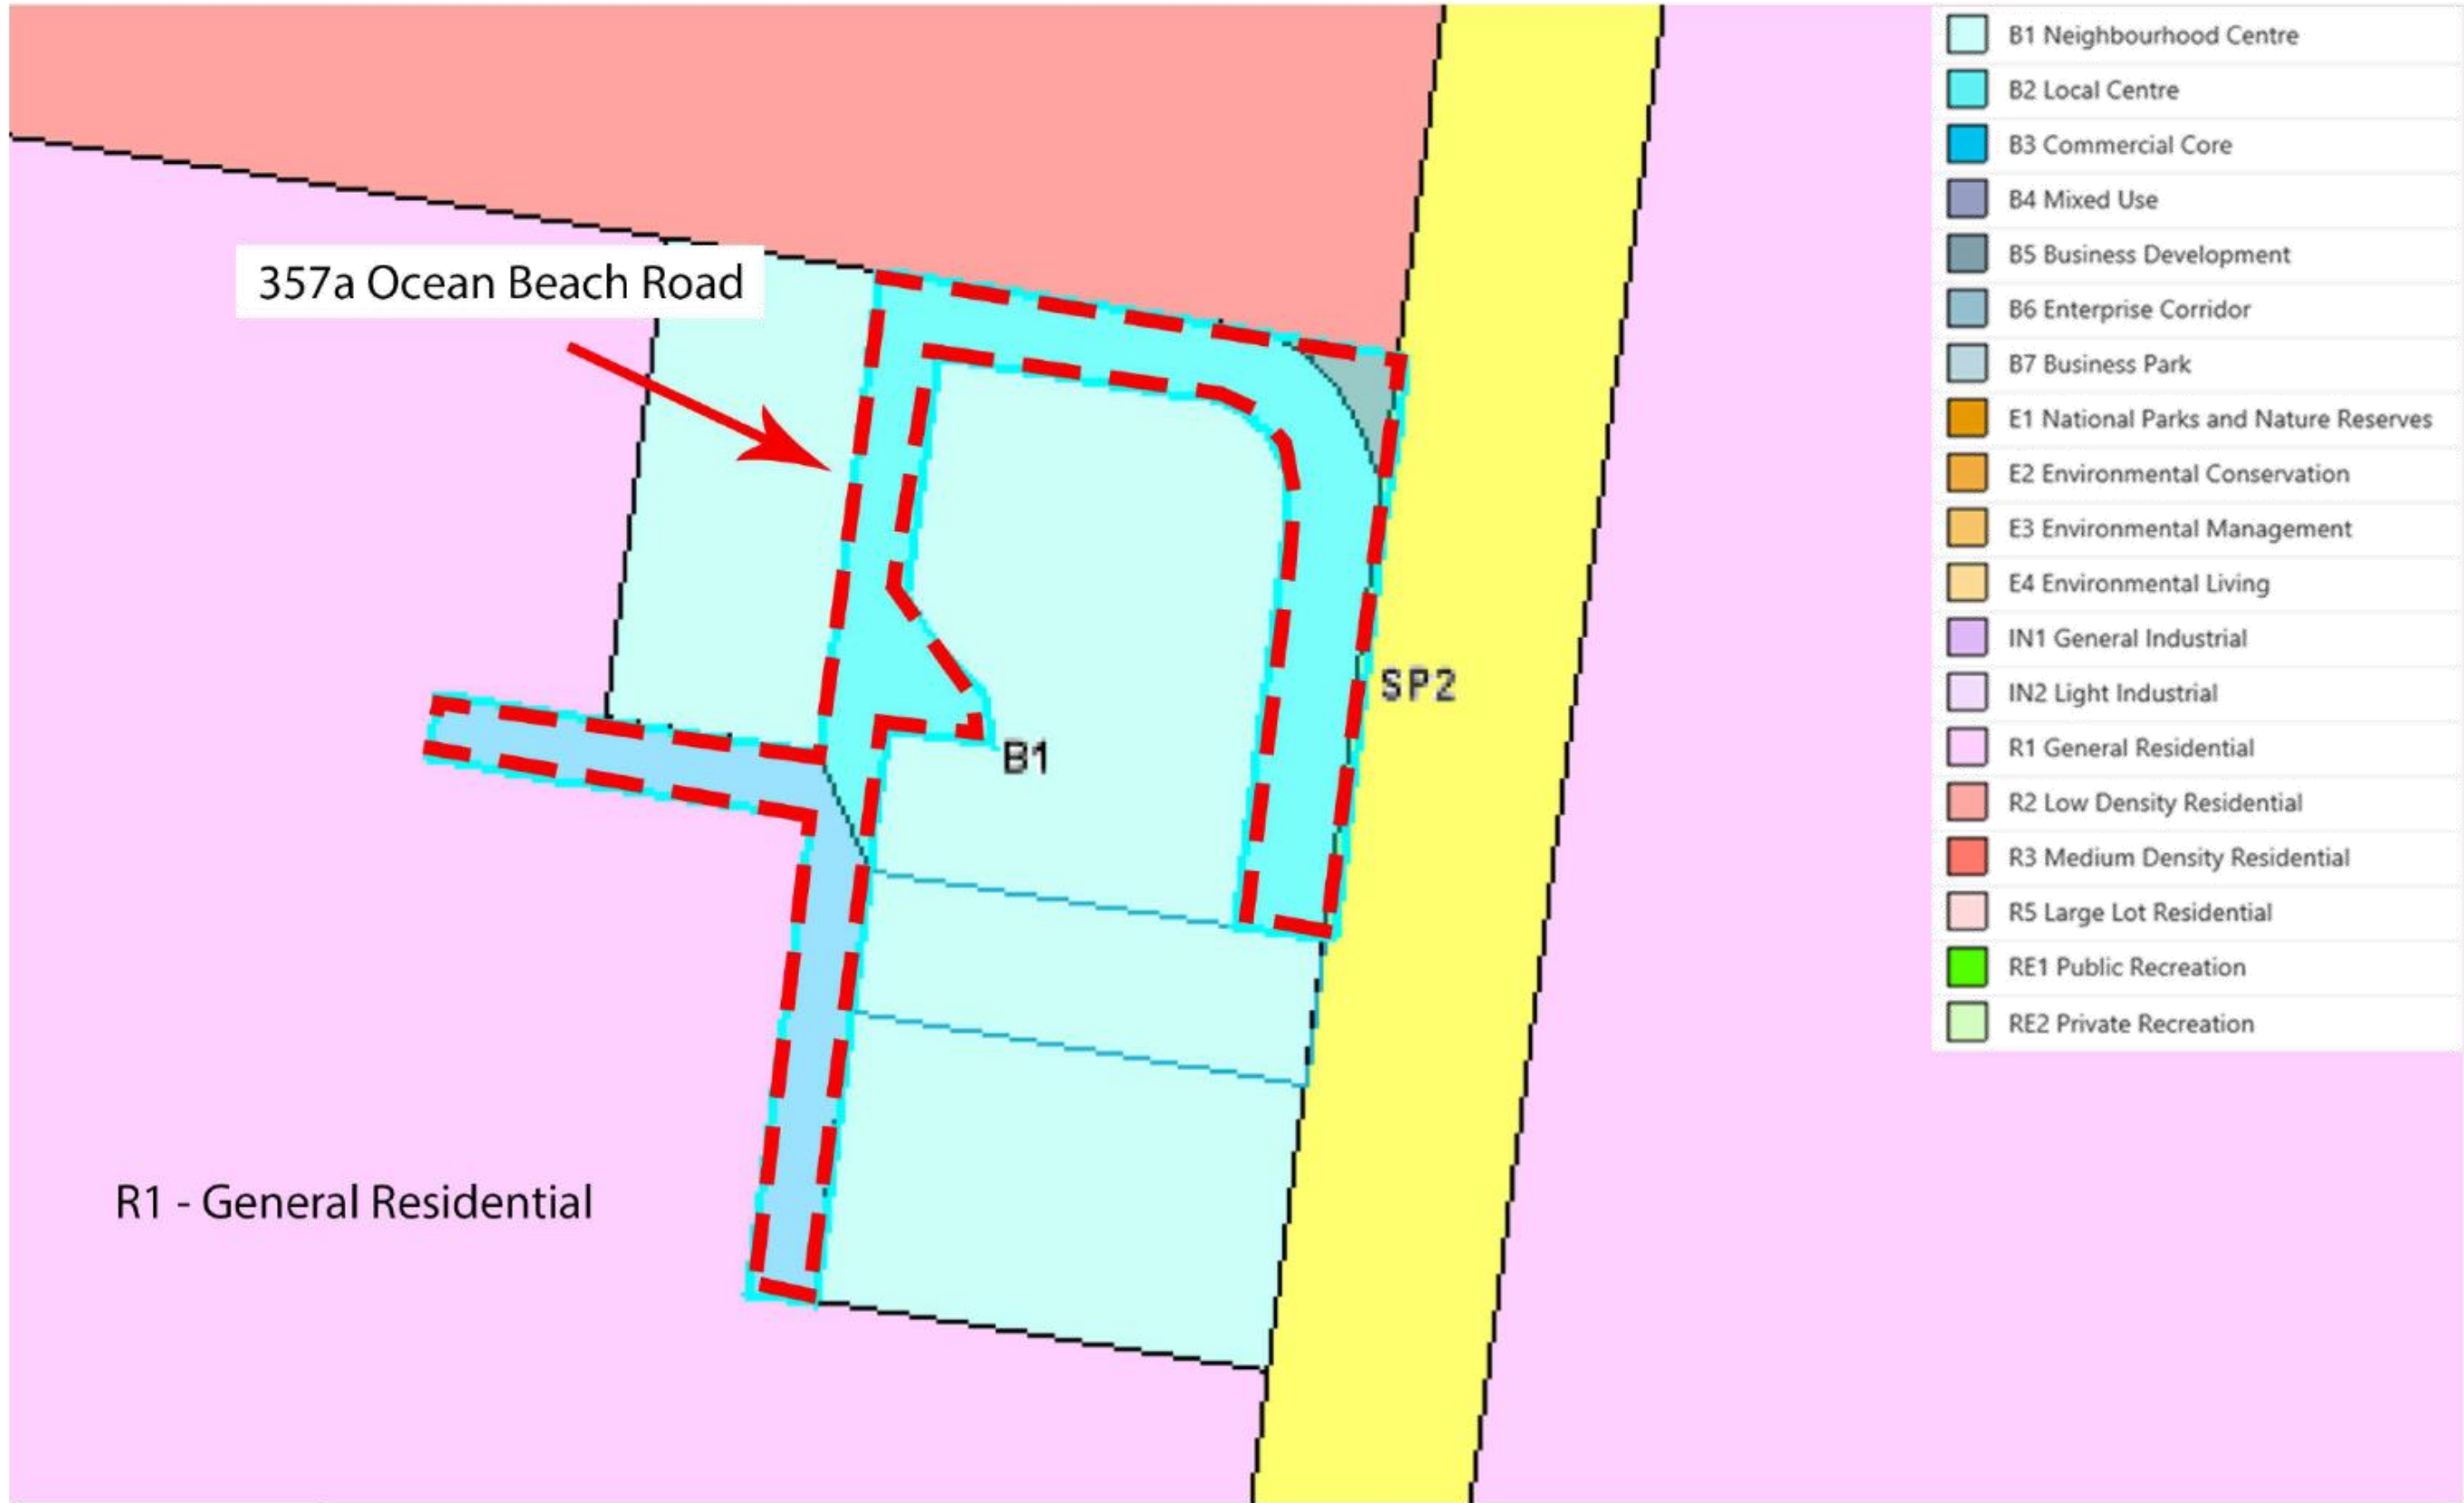 357a Ocean Beach Road
SP2
B1
R1 - General Residential
B1 Neighbourhood Centre
B2 Local Centre
B3 Commercial Core
B4 Mixed Use
B5 Business Development
B6 Enterprise Corridor
B7 Business Park
E1 National Parks and Nature Reserves
E2 Environmental Conservation
E3 Environmental Management
E4 Environmental Living
IN1 General Industrial
IN2 Light Industrial
R1 General Residential
R2 Low Density Residential
R3 Medium Density Residential
R5 Large Lot Residential
RE1 Public Recreation
RE2 Private Recreation